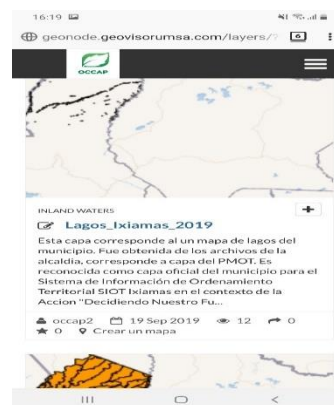 16:19
geonode.geovisorumsa.com/layers/?
6
OCCAP
INLAND WATERS
Lagos_Ixiamas_2019
Esta capa corresponde al un mapa de lagos del
municipio. Fue obtenida de los archivos de la
alcaldia, corresponde a capa del PMOT. Es
reconocida como capa oficial del municipio para el
Sistema de Información de Ordenamiento
Territorial SIOT Ixiamas en el contexto de la
Accion "Decidiendo Nuestro Fu...
occap2 19 Sep 2019 12 0
0 Crear un mapa